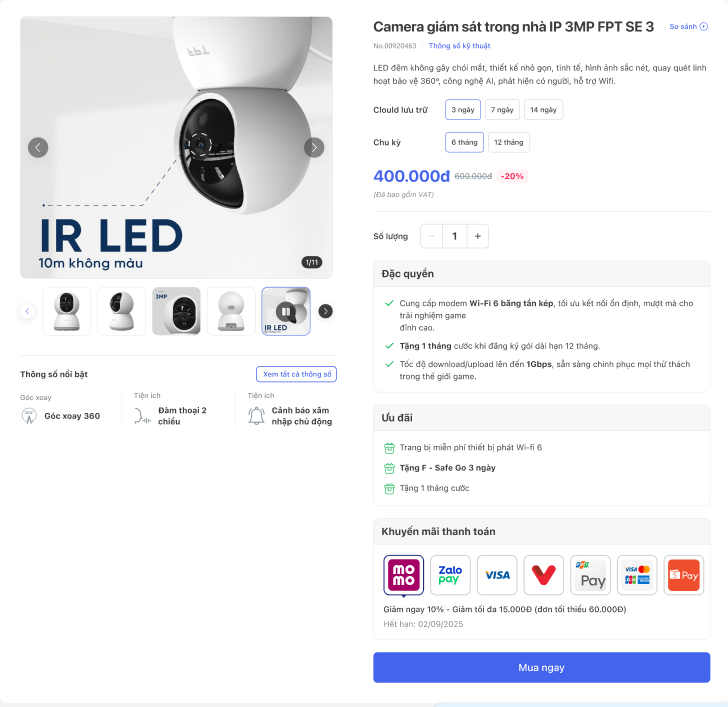 FPT
IR LED
10m không màu
1/11
3MP
IR LED
Thông số nổi bật
Xem tất cả thông số
Góc xoay
360°
Góc xoay 360
Tiện ích
Đàm thoại 2
chiều
Tiện ích
Cảnh báo xâm
nhập chủ động
Camera giám sát trong nhà IP 3MP FPT SE 3
So sánh
No.00920463
Thông số kỹ thuật
LED đêm không gây chói mắt, thiết kế nhỏ gọn, tinh tế, hình ảnh sắc nét, quay quét linh
hoạt bảo vệ 360°, công nghệ AI, phát hiện có người, hỗ trợ Wifi.
Clould lưu trữ
3 ngày
7 ngày
14 ngày
Chu kỳ
6 tháng
12 tháng
400.000đ 600.000đ -20%
(Đã bao gồm VAT)
Số lượng
− 1 +
Đặc quyền
Cung cấp modem Wi-Fi 6 băng tần kép, tối ưu kết nối ổn định, mượt mà cho
trải nghiệm game
đỉnh cao.
Tặng 1 tháng cước khi đăng ký gói dài hạn 12 tháng.
Tốc độ download/upload lên đến 1Gbps, sẵn sàng chinh phục mọi thử thách
trong thế giới game.
Ưu đãi
Trang bị miễn phí thiết bị phát Wi-fi 6
Tặng F - Safe Go 3 ngày
Tặng 1 tháng cước
Khuyến mãi thanh toán
mo
mo
Zalo
pay
VISA
FPT
Pay
VISA
JCB
Pay
Giảm ngay 10% - Giảm tối đa 15.000Đ (đơn tối thiểu 60.000Đ)
Hết hạn: 02/09/2025
Mua ngay